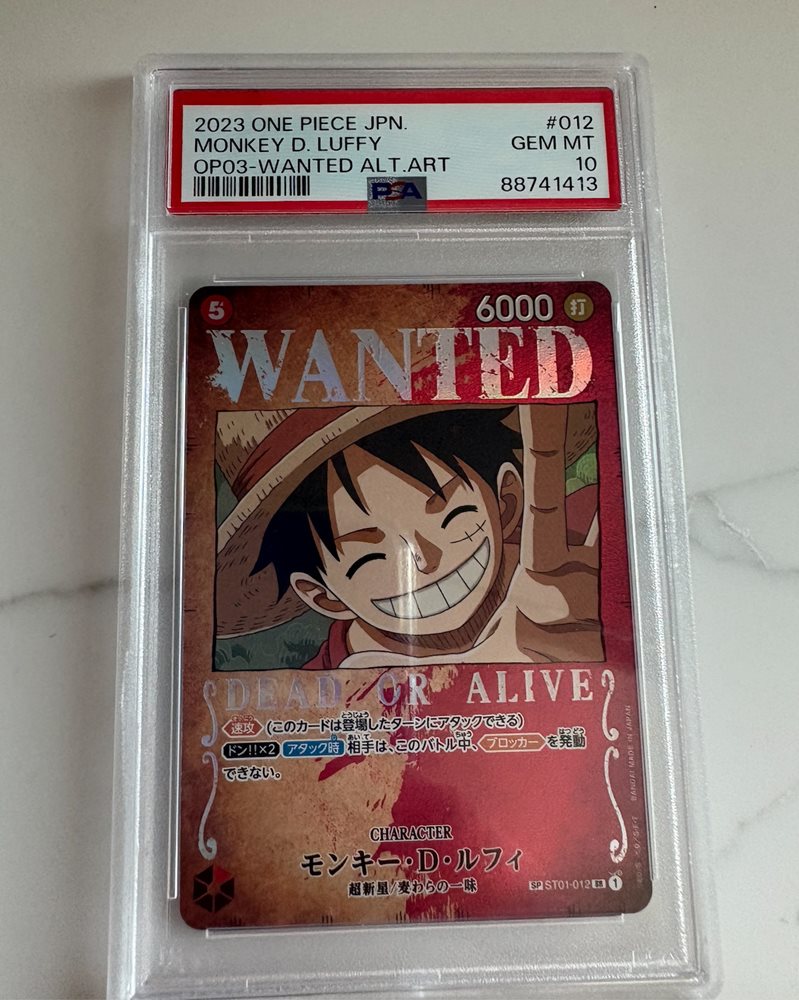 2023 ONE PIECE JPN. #012
MONKEY D. LUFFY GEM MT
OP03-WANTED ALT.ART 10
PSA 88741413
5 6000 打
WANTED
DEAD OR ALIVE
速攻 (このカードは登場したターンにアタックできる)
ドン!!×2 アタック時 相手は、このバトル中、ブロッカーを発動
できない。
CHARACTER
モンキー・D・ルフィ
超新星/麦わらの一味
SP ST01-012 SR 1
BANDAI MADE IN JAPAN